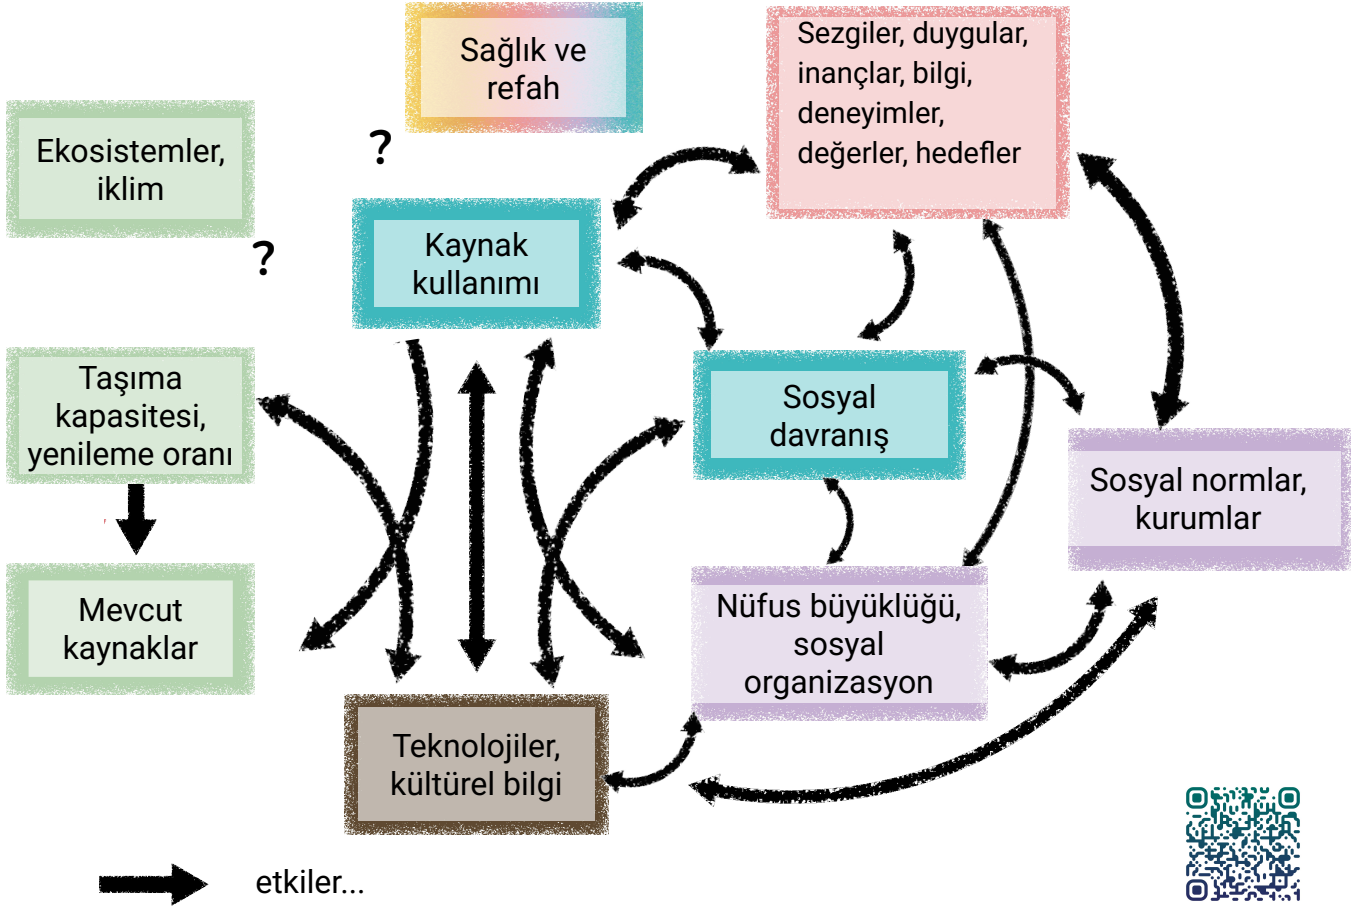 Sağlık ve
refah
Sezgiler, duygular,
inançlar, bilgi,
deneyimler,
değerler, hedefler
Ekosistemler,
iklim
?
?
Kaynak
kullanımı
Taşıma
kapasitesi,
yenileme oranı
Sosyal
davranış
Sosyal normlar,
kurumlar
Mevcut
kaynaklar
Nüfus büyüklüğü,
sosyal
organizasyon
Teknolojiler,
kültürel bilgi
etkiler...